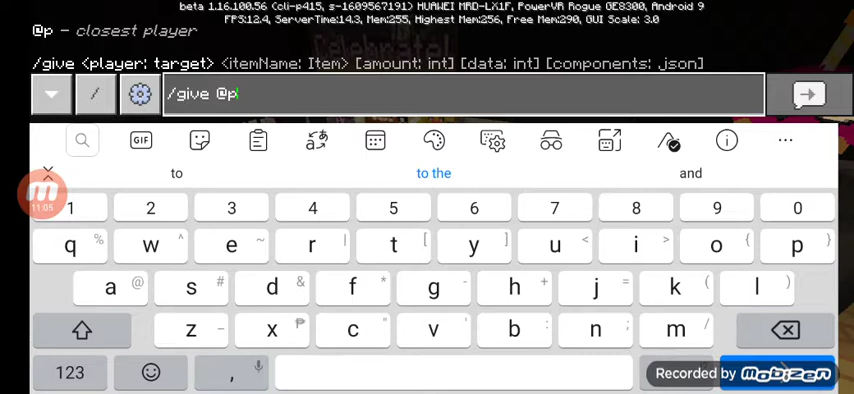 beta 1.16.100.56 (cli-p415, s-1609567191) HUAWEI MRD-LX1F, PowerVR Rogue GE8300, Android 9
FPS:12.4, ServerTime:14.3, Mem:255, Highest Mem:256, Free Mem:290, GUI Scale: 3.0
@p – closest player
Celebrate!
/give <player: target> <itemName: Item> [amount: int] [data: int] [components: json]
/
/give @p
GIF
to
to the
and
11:05
1 2 3 4 5 6 7 8 9 0
q % w ^ e ~ r | t [ y ] u < i > o { p }
a @ s # d & f * g - h + j = k ( l )
z _ x ₱ c " v ' b : n ; m /
123 ,
Recorded by mobizen